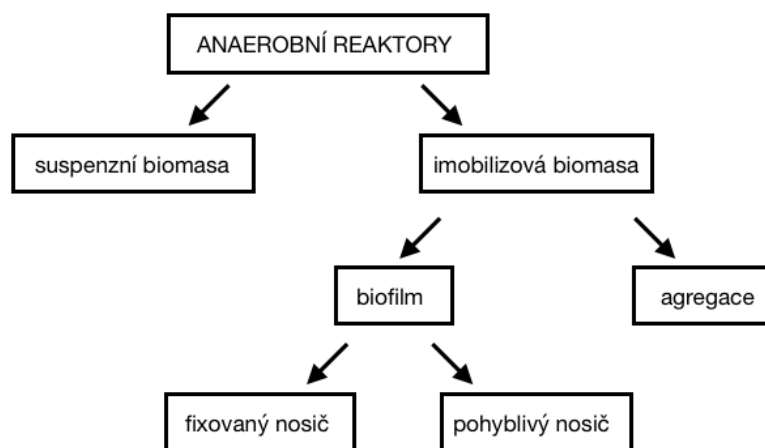 ANAEROBNÍ REAKTORY
suspenzní biomasa
imobilizová biomasa
biofilm
agregace
fixovaný nosič
pohyblivý nosič